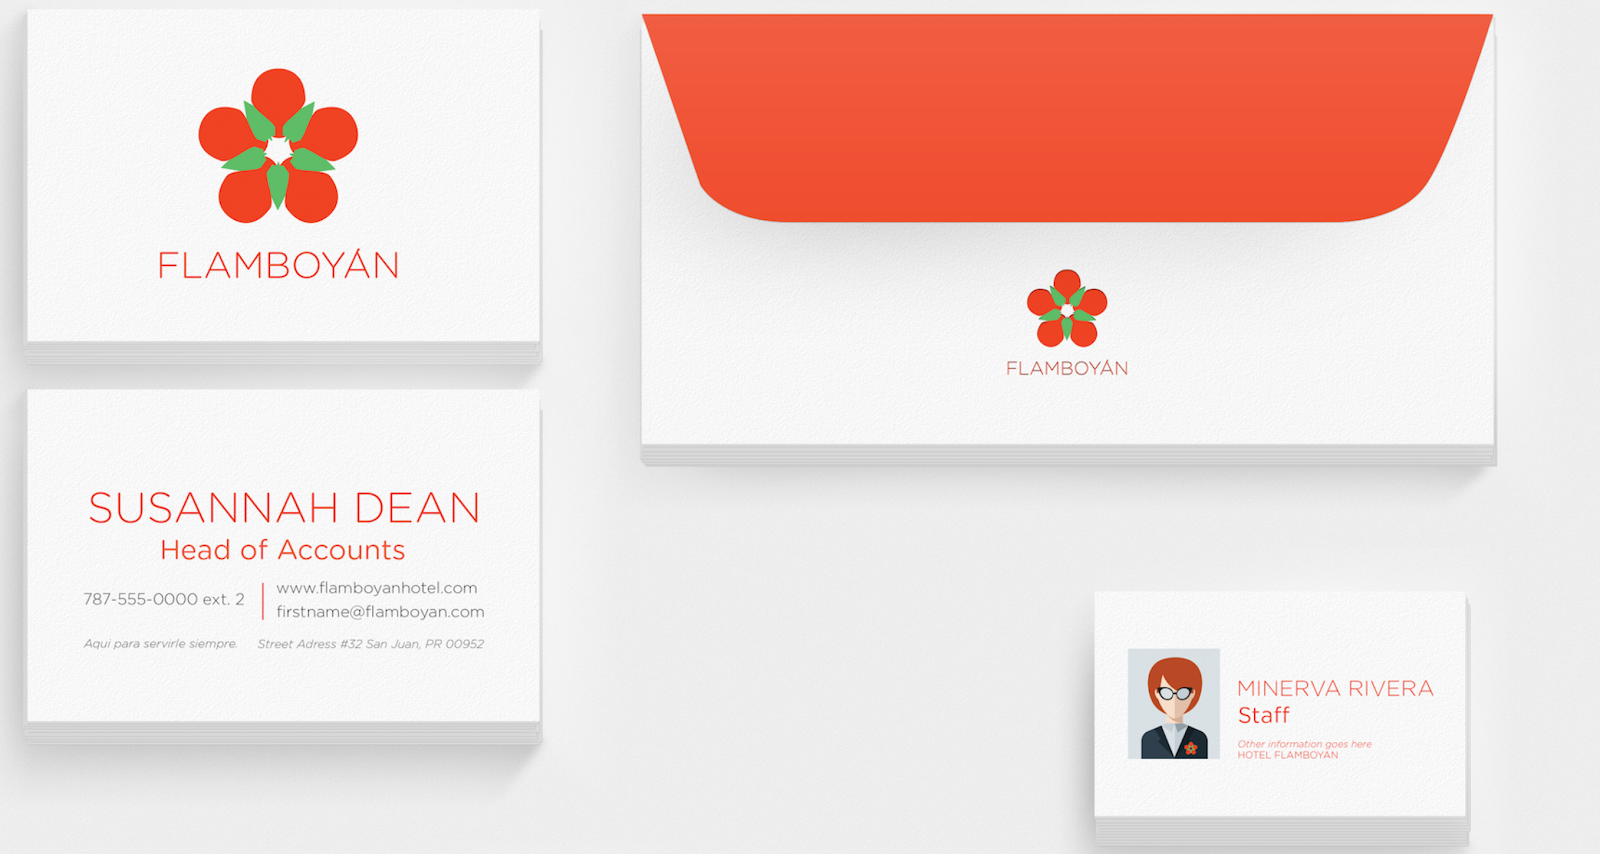 FLAMBOYÁN
SUSANNAH DEAN
Head of Accounts
787-555-0000 ext. 2
www.flamboyanhotel.com
firstname@flamboyan.com
Aqui para servirle siempre.
Street Adress #32 San Juan, PR 00952
FLAMBOYÁN
MINERVA RIVERA
Staff
Other information goes here
HOTEL FLAMBOYAN